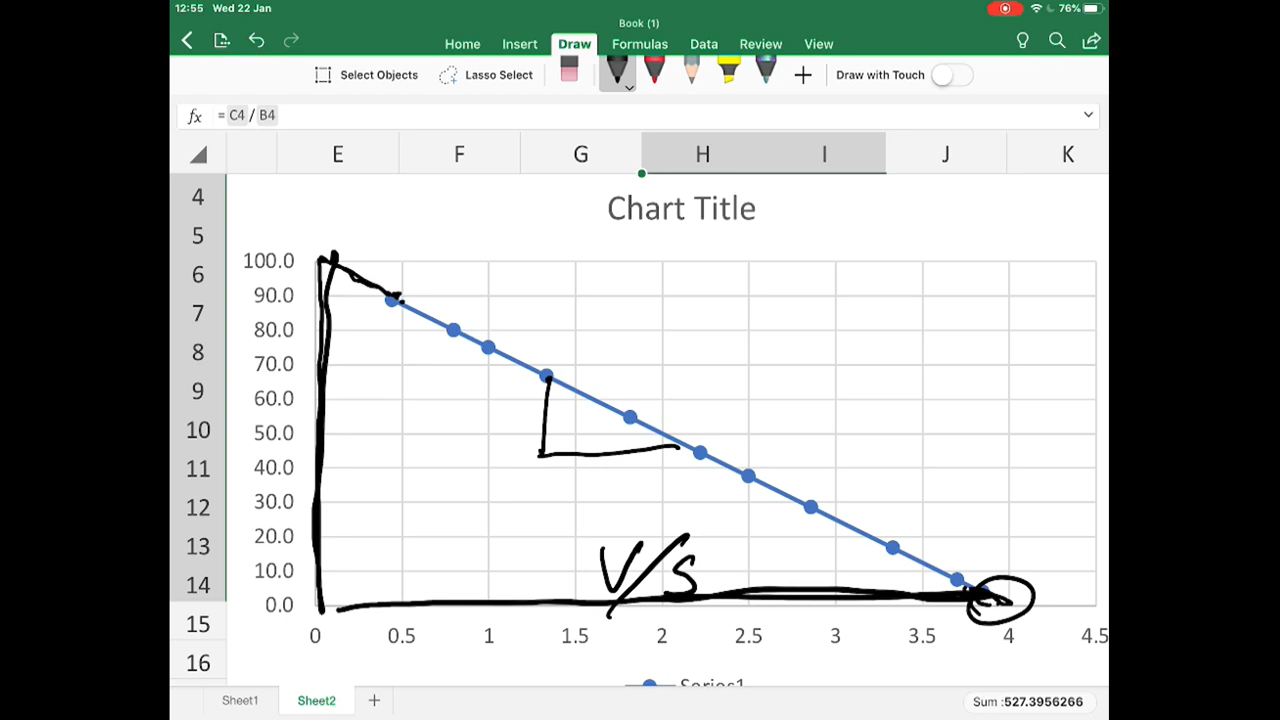 12:55 Wed 22 Jan
76%
Book (1)
Home Insert Draw Formulas Data Review View
Select Objects Lasso Select Draw with Touch
fx = C4 / B4
E F G H I J K
4
5
6
7
8
9
10
11
12
13
14
15
16
Chart Title
100.0
90.0
80.0
70.0
60.0
50.0
40.0
30.0
20.0
10.0
0.0
V/S
0 0.5 1 1.5 2 2.5 3 3.5 4 4.5
Series1
Sheet1 Sheet2 Sum : 527.3956266